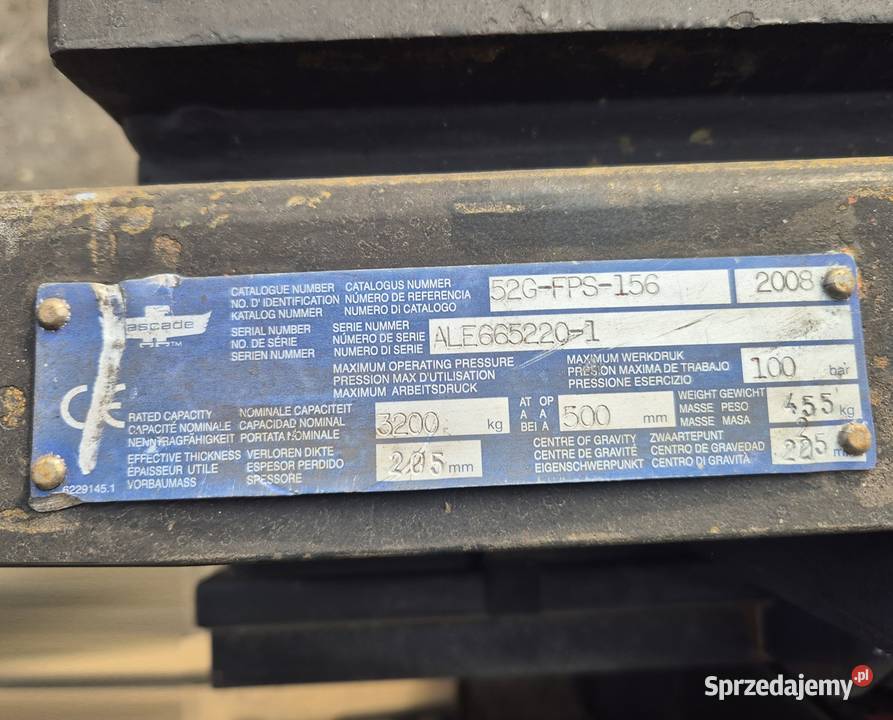 ascade™
CE
CATALOGUE NUMBER CATALOGUS NUMMER
NO. D' IDENTIFICATION NÚMERO DE REFERENCIA 52G-FPS-156 2008
KATALOG NUMMER NUMERO DI CATALOGO
SERIAL NUMBER SERIE NUMMER
NO. DE SÉRIE NÚMERO DE SERIE ALE665220-1
SERIEN NUMMER NUMERO DI SERIE
MAXIMUM OPERATING PRESSURE MAXIMUM WERKDRUK
PRESSION MAX D'UTILISATION PRESIÓN MAXIMA DE TRABAJO 100 bar
MAXIMUM ARBEITSDRUCK PRESSIONE ESERCIZIO
RATED CAPACITY NOMINALE CAPACITEIT AT OP WEIGHT GEWICHT
CAPACITÉ NOMINALE CAPACIDAD NOMINAL 3200 kg A A 500 mm MASSE PESO 455 kg
NENNTRAGFÄHIGKEIT PORTATA NOMINALE BEI A MASSE MASA
EFFECTIVE THICKNESS VERLOREN DIKTE CENTRE OF GRAVITY ZWAARTEPUNT
ÉPAISSEUR UTILE ESPESOR PERDIDO 205 mm CENTRE DE GRAVITÉ CENTRO DE GRAVEDAD
VORBAUMASS SPESSORE EIGENSCHWERPUNKT CENTRO DI GRAVITÀ
6229145.1
Sprzedajemy.pl